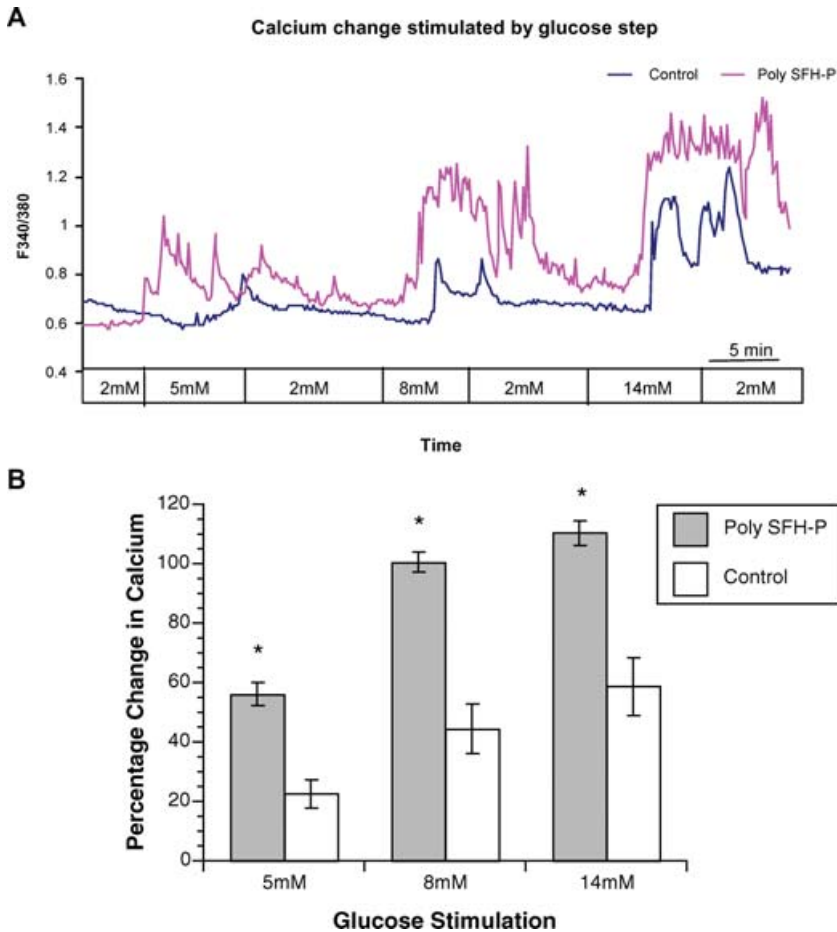 A
Calcium change stimulated by glucose step
Control Poly SFH-P
1.6
1.4
1.2
1
0.8
0.6
0.4
F340/380
5 min
2mM 5mM 2mM 8mM 2mM 14mM 2mM
Time
B
120
100
80
60
40
20
0
Percentage Change in Calcium
* * *
Poly SFH-P
Control
5mM 8mM 14mM
Glucose Stimulation